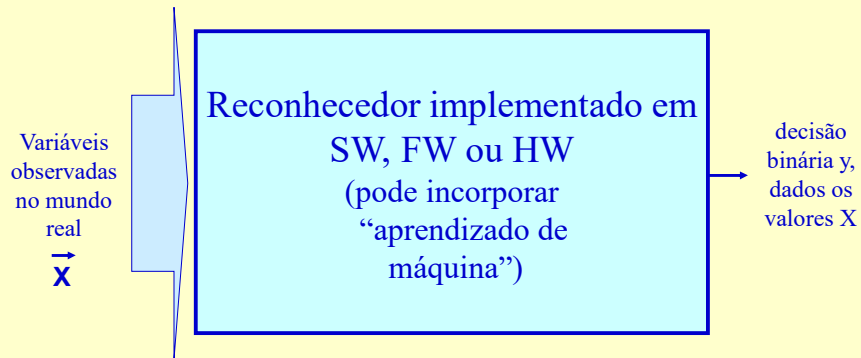 Variáveis
observadas
no mundo
real
X
Reconhecedor implementado em
SW, FW ou HW
(pode incorporar
“aprendizado de
máquina”)
decisão
binária y,
dados os
valores X